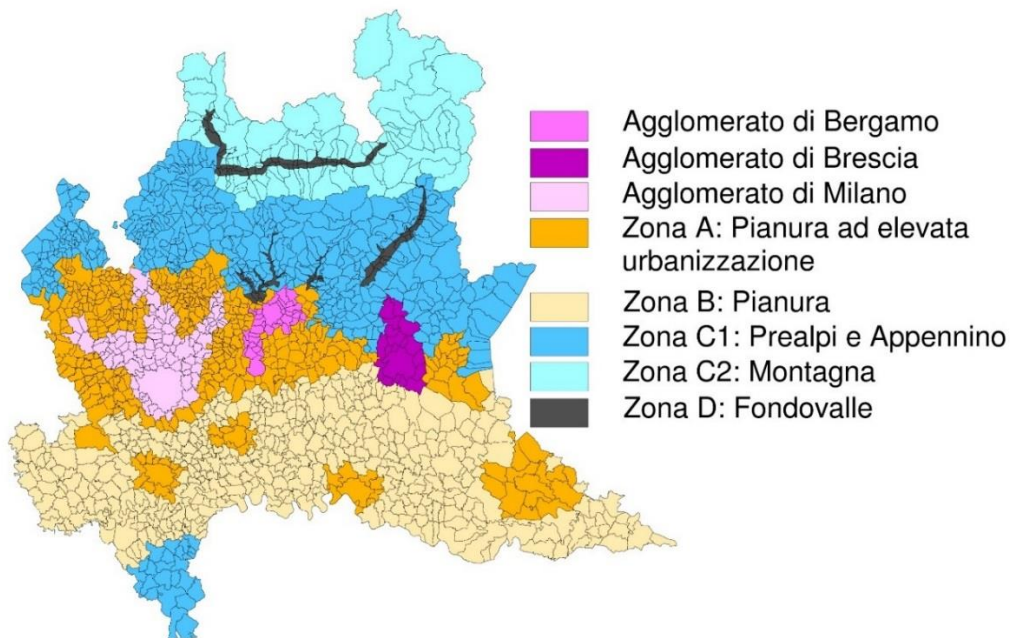 Agglomerato di Bergamo
Agglomerato di Brescia
Agglomerato di Milano
Zona A: Pianura ad elevata
urbanizzazione
Zona B: Pianura
Zona C1: Prealpi e Appennino
Zona C2: Montagna
Zona D: Fondovalle